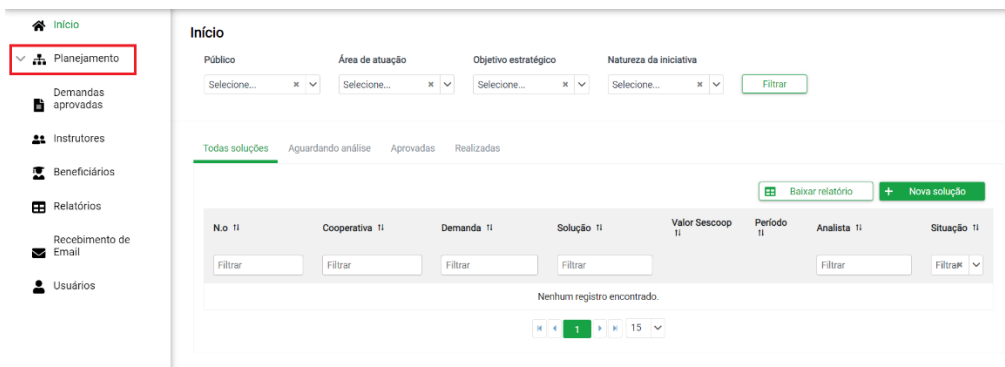 Início
Planejamento
Demandas
aprovadas
Instrutores
Beneficiários
Relatórios
Recebimento de
Email
Usuários
Início
Público Área de atuação Objetivo estratégico Natureza da iniciativa
Selecione... Selecione... Selecione... Selecione... Filtrar
Todas soluções Aguardando análise Aprovadas Realizadas
Baixar relatório + Nova solução
N.o Cooperativa Demanda Solução Valor Sescoop Período Analista Situação
Filtrar Filtrar Filtrar Filtrar Filtrar Filtrar
Nenhum registro encontrado.
1 15